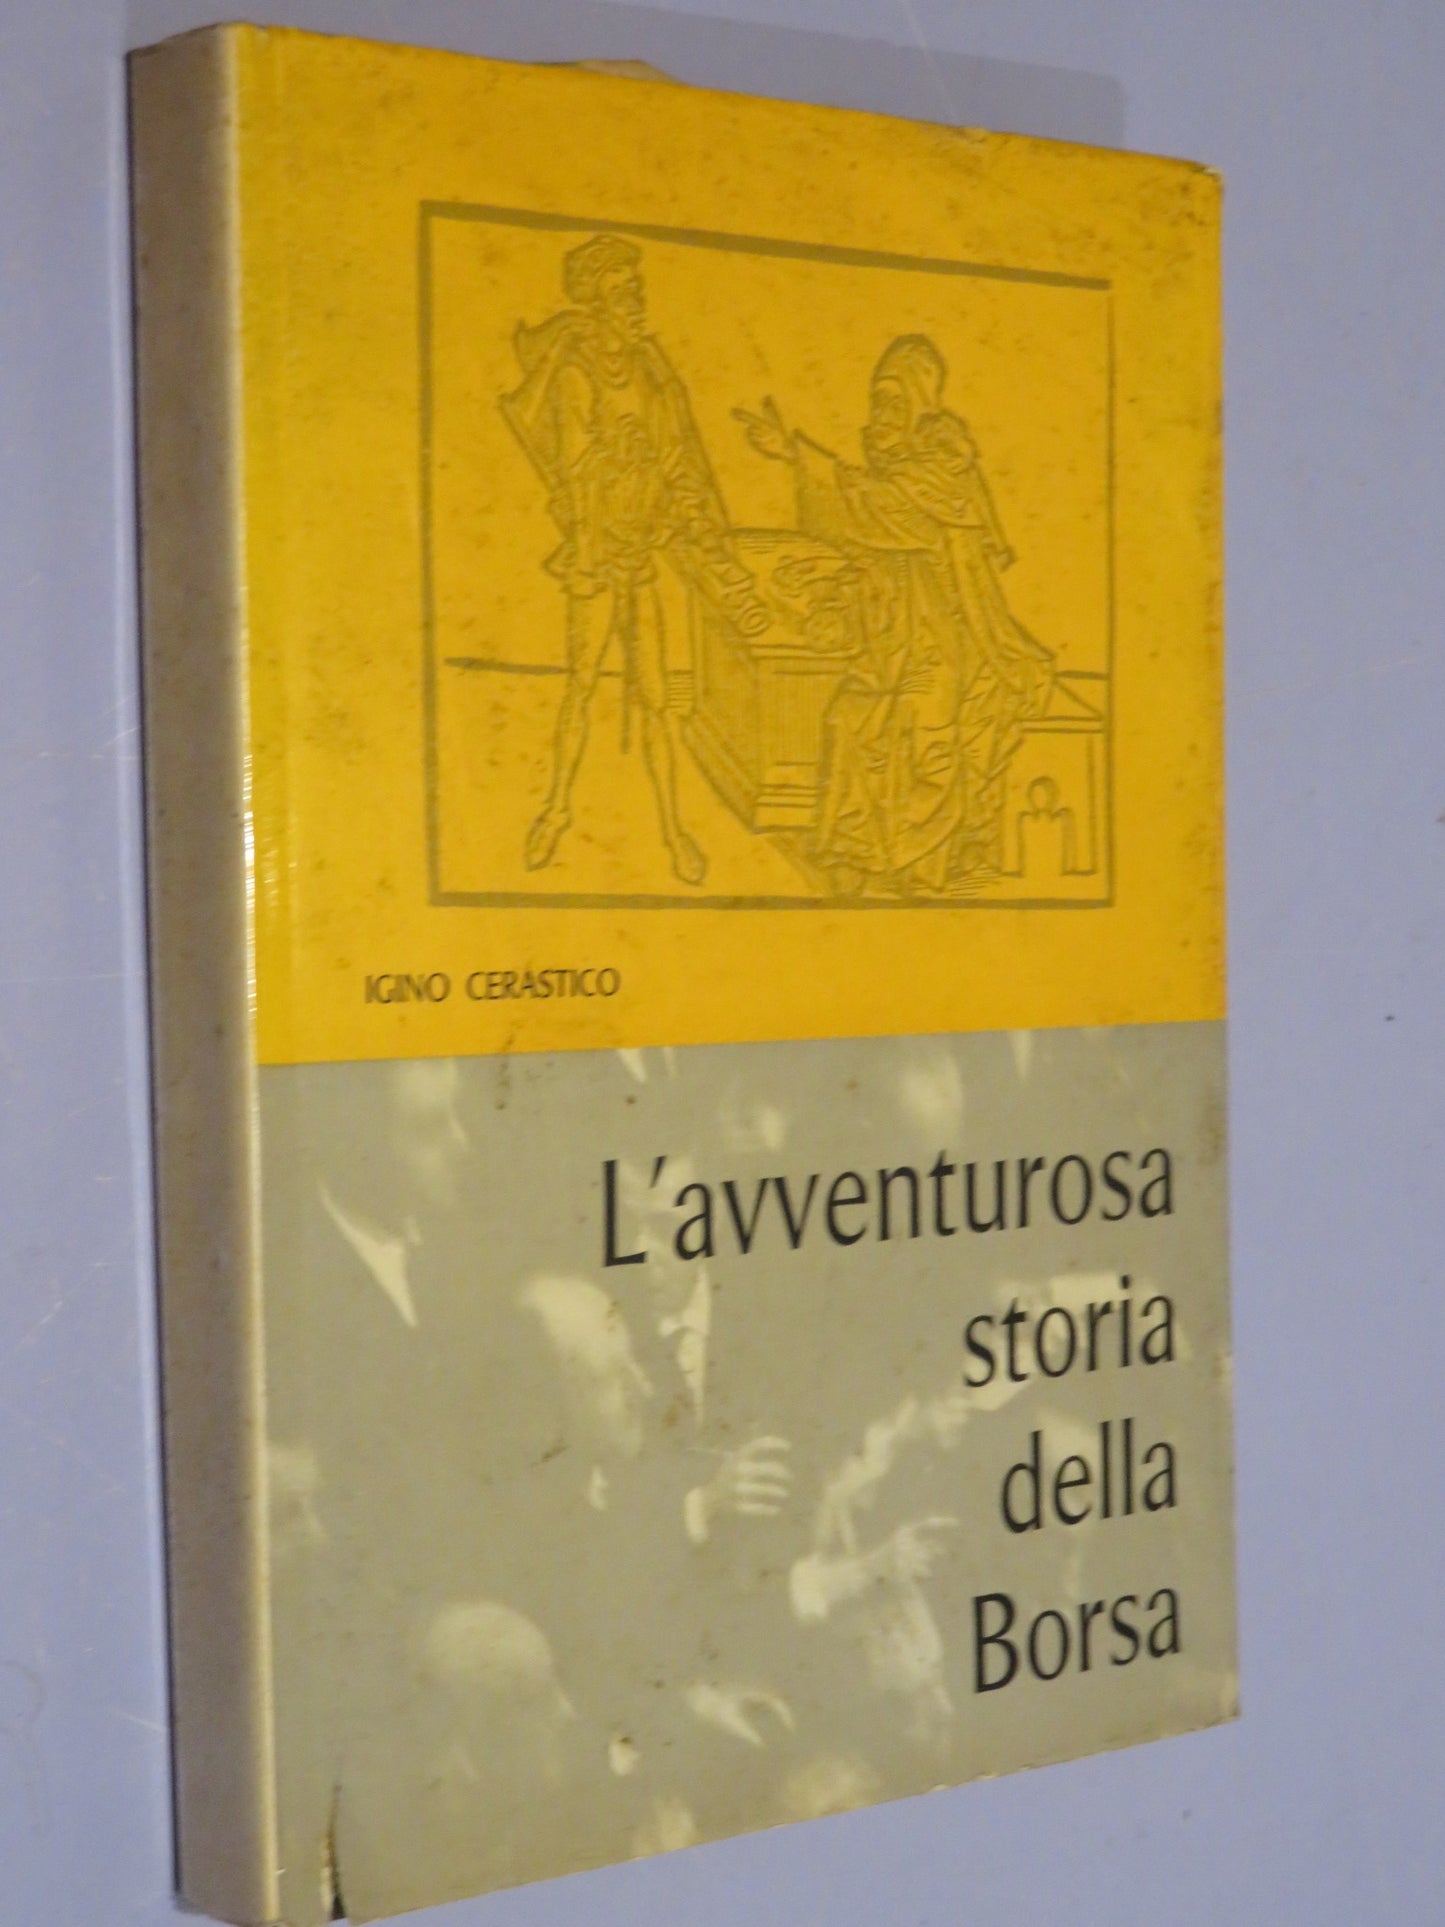 IGINO CERASTICO
L'avventurosa
storia
della
Borsa